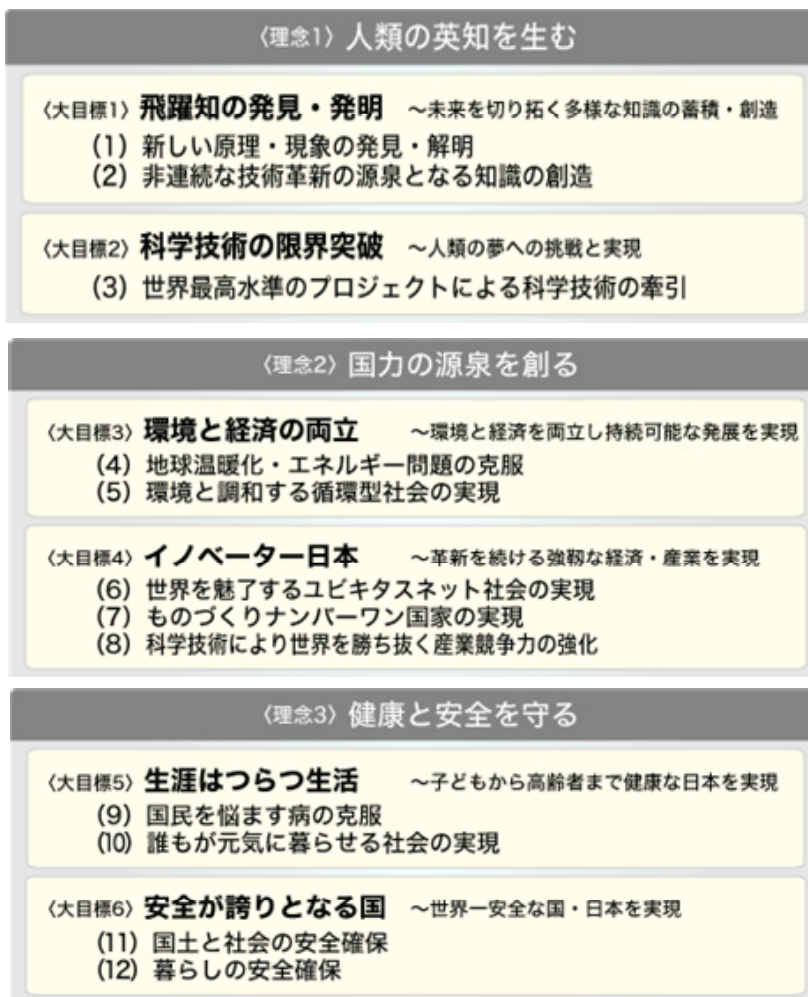 〈理念1〉人類の英知を生む
〈大目標1〉飛躍知の発見・発明 ～未来を切り拓く多様な知識の蓄積・創造
(1) 新しい原理・現象の発見・解明
(2) 非連続な技術革新の源泉となる知識の創造
〈大目標2〉科学技術の限界突破 ～人類の夢への挑戦と実現
(3) 世界最高水準のプロジェクトによる科学技術の牽引
〈理念2〉国力の源泉を創る
〈大目標3〉環境と経済の両立 ～環境と経済を両立し持続可能な発展を実現
(4) 地球温暖化・エネルギー問題の克服
(5) 環境と調和する循環型社会の実現
〈大目標4〉イノベーター日本 ～革新を続ける強靱な経済・産業を実現
(6) 世界を魅了するユビキタスネット社会の実現
(7) ものづくりナンバーワン国家の実現
(8) 科学技術により世界を勝ち抜く産業競争力の強化
〈理念3〉健康と安全を守る
〈大目標5〉生涯はつらつ生活 ～子どもから高齢者まで健康な日本を実現
(9) 国民を悩ます病の克服
(10) 誰もが元気に暮らせる社会の実現
〈大目標6〉安全が誇りとなる国 ～世界一安全な国・日本を実現
(11) 国土と社会の安全確保
(12) 暮らしの安全確保